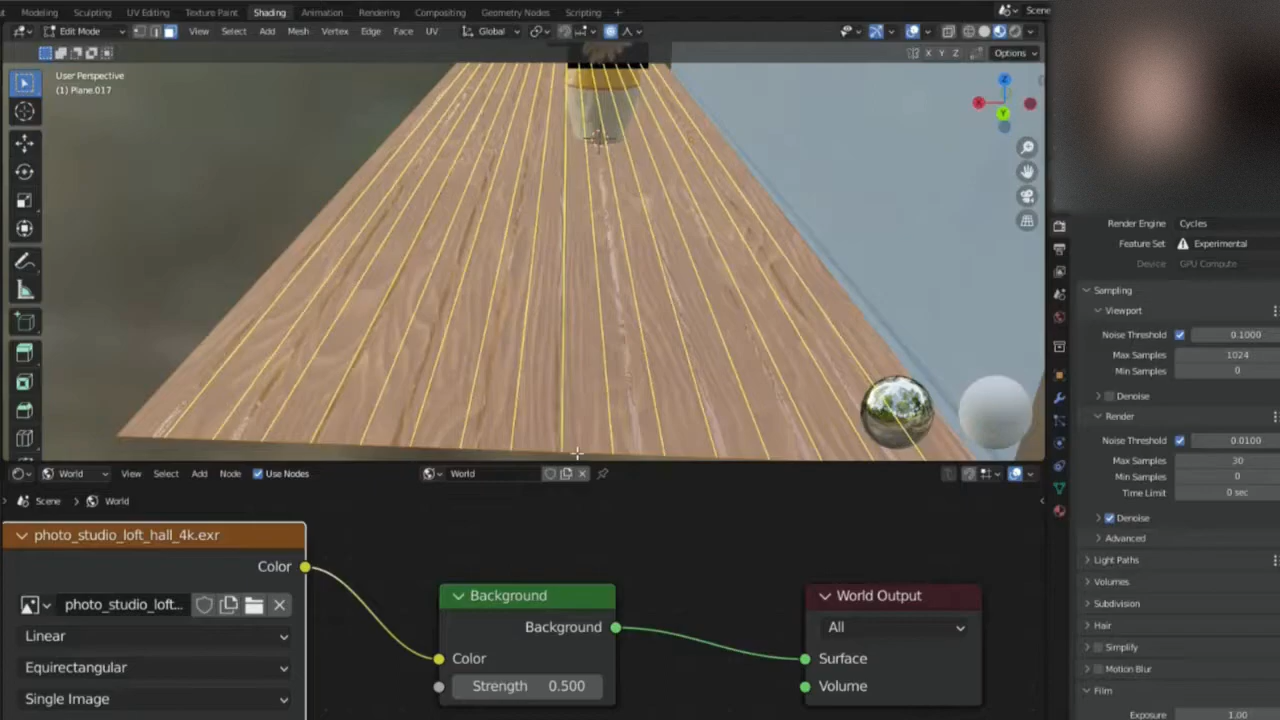 Modeling Sculpting UV Editing Texture Paint Shading Animation Rendering Compositing Geometry Nodes Scripting + Scene
Edit Mode View Select Add Mesh Vertex Edge Face UV Global
X Y Z Options
User Perspective
(1) Plane.017
Z
X
Y
Render Engine Cycles
Feature Set Experimental
Device GPU Compute
Sampling
Viewport
Noise Threshold 0.1000
Max Samples 1024
Min Samples 0
Denoise
Render
Noise Threshold 0.0100
Max Samples 30
Min Samples 0
Time Limit 0 sec
Denoise
Advanced
Light Paths
Volumes
Subdivision
Hair
Simplify
Motion Blur
Film
Exposure 1.00
World View Select Add Node Use Nodes World
Scene > World
photo_studio_loft_hall_4k.exr
Color
photo_studio_loft...
Linear
Equirectangular
Single Image
Background
Background
Color
Strength 0.500
World Output
All
Surface
Volume